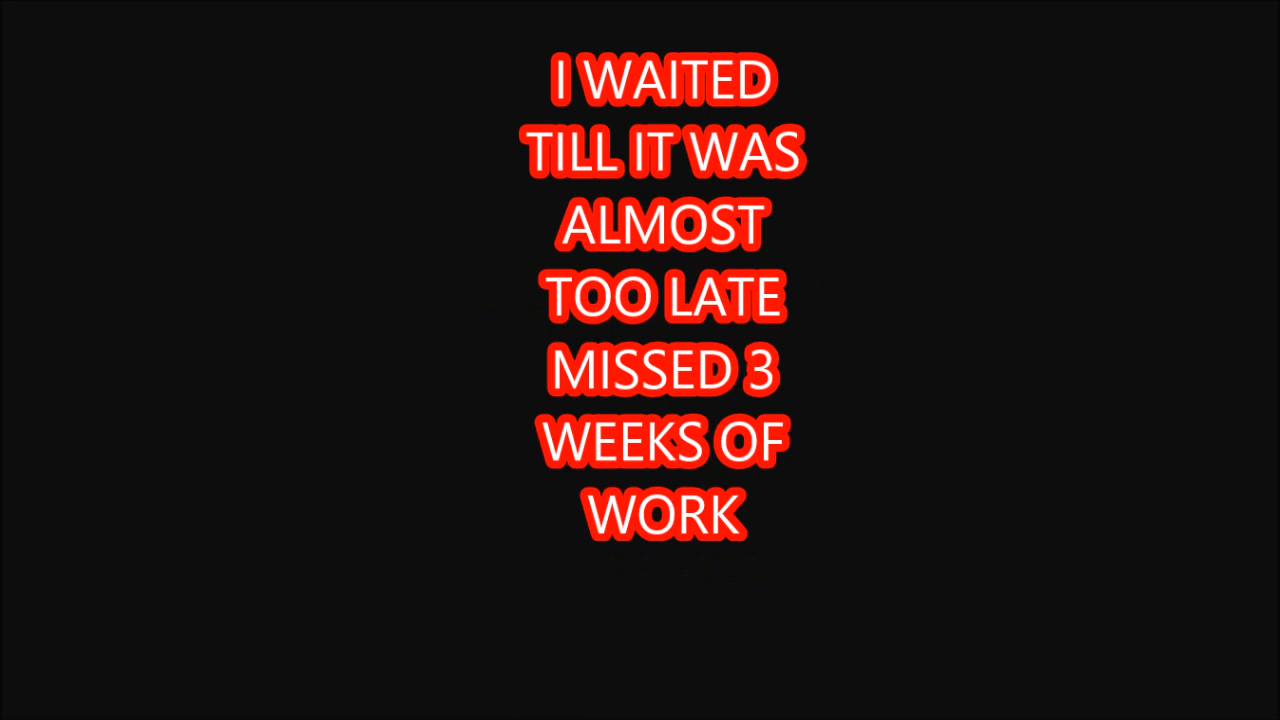 I WAITED
TILL IT WAS
ALMOST
TOO LATE
MISSED 3
WEEKS OF
WORK